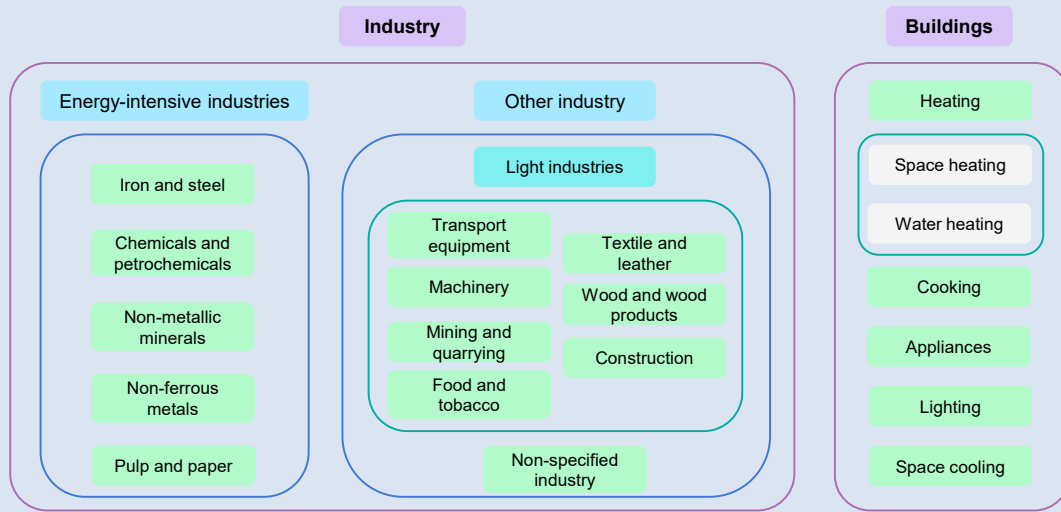 Industry
Buildings
Energy-intensive industries
Iron and steel
Chemicals and
petrochemicals
Non-metallic
minerals
Non-ferrous
metals
Pulp and paper
Other industry
Light industries
Transport
equipment
Machinery
Mining and
quarrying
Food and
tobacco
Textile and
leather
Wood and wood
products
Construction
Non-specified
industry
Heating
Space heating
Water heating
Cooking
Appliances
Lighting
Space cooling